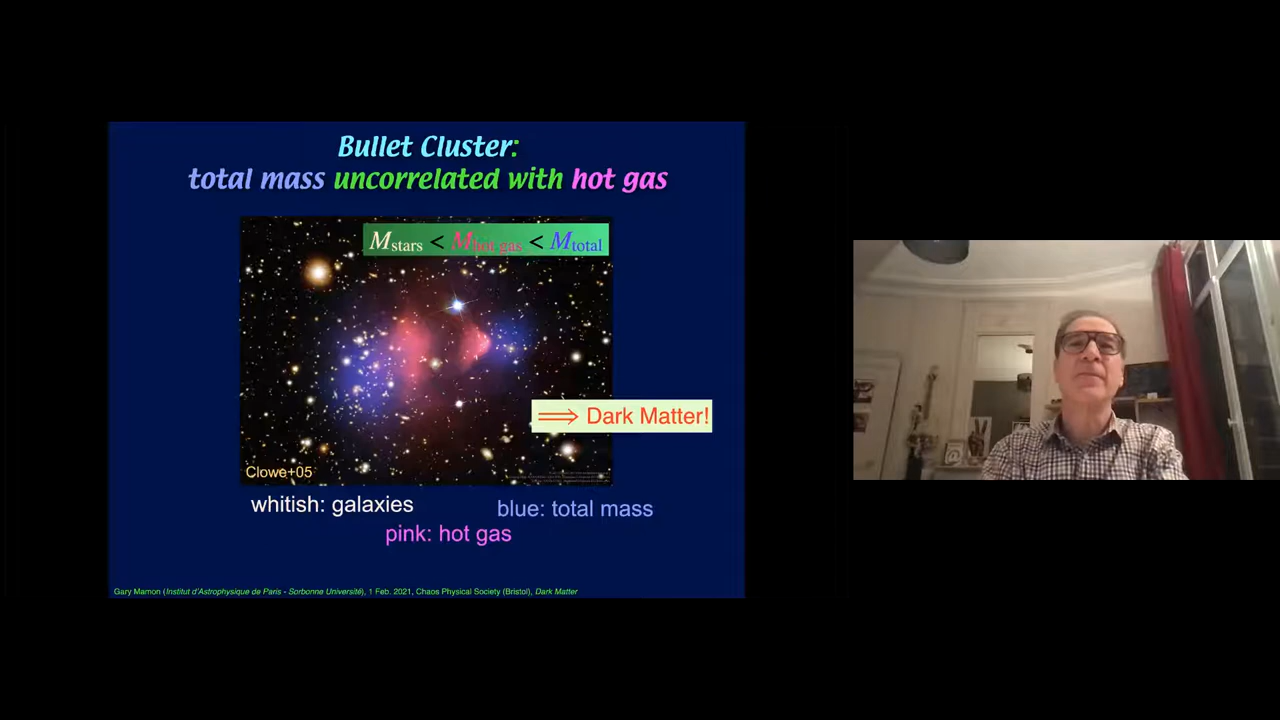 Bullet Cluster:
total mass uncorrelated with hot gas
Mstars < Mhot gas < Mtotal
⟹ Dark Matter!
Clowe+05
whitish: galaxies
blue: total mass
pink: hot gas
Gary Mamon (Institut d'Astrophysique de Paris - Sorbonne Université), 1 Feb. 2021, Chaos Physical Society (Bristol), Dark Matter